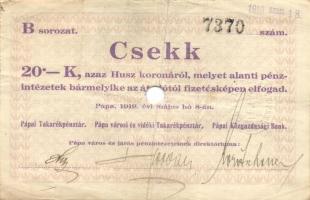 B sorozat. 7370 szám.
Csekk
20·— K, azaz Husz koronáról, melyet alanti pénz-
intézetek bármelyike az átvevőtől fizetésképen elfogad.
Pápa, 1919. évi május hó 8-án.
Pápai Takarékpénztár. Pápa városi és vidéki Takarékpénztár. Pápai Közgazdasági Bank.
Pápa város és járás pénzintézeteinek direktoriuma: